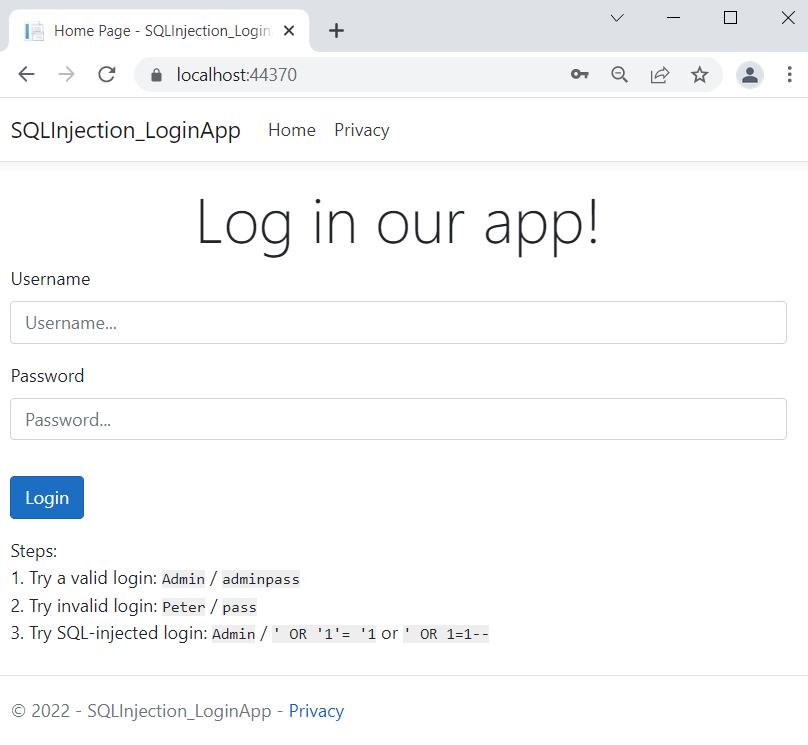 Home Page - SQLInjection_Login
localhost:44370
SQLInjection_LoginApp Home Privacy
Log in our app!
Username
Username...
Password
Password...
Login
Steps:
1. Try a valid login: Admin / adminpass
2. Try invalid login: Peter / pass
3. Try SQL-injected login: Admin / ' OR '1'= '1 or ' OR 1=1--
© 2022 - SQLInjection_LoginApp - Privacy